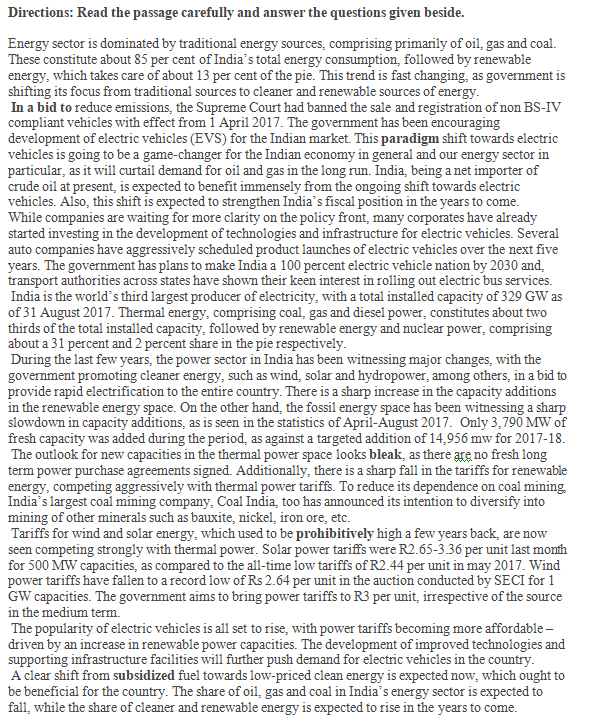 Directions: Read the passage carefully and answer the questions given beside.
Energy sector is dominated by traditional energy sources, comprising primarily of oil, gas and coal.
These constitute about 85 per cent of India's total energy consumption, followed by renewable
energy, which takes care of about 13 per cent of the pie. This trend is fast changing, as government is
shifting its focus from traditional sources to cleaner and renewable sources of energy.
In a bid to reduce emissions, the Supreme Court had banned the sale and registration of non BS-IV
compliant vehicles with effect from 1 April 2017. The government has been encouraging
development of electric vehicles (EVS) for the Indian market. This paradigm shift towards electric
vehicles is going to be a game-changer for the Indian economy in general and our energy sector in
particular, as it will curtail demand for oil and gas in the long run. India, being a net importer of
crude oil at present, is expected to benefit immensely from the ongoing shift towards electric
vehicles. Also, this shift is expected to strengthen India's fiscal position in the years to come.
While companies are waiting for more clarity on the policy front, many corporates have already
started investing in the development of technologies and infrastructure for electric vehicles. Several
auto companies have aggressively scheduled product launches of electric vehicles over the next five
years. The government has plans to make India a 100 percent electric vehicle nation by 2030 and,
transport authorities across states have shown their keen interest in rolling out electric bus services.
India is the world's third largest producer of electricity, with a total installed capacity of 329 GW as
of 31 August 2017. Thermal energy, comprising coal, gas and diesel power, constitutes about two
thirds of the total installed capacity, followed by renewable energy and nuclear power, comprising
about a 31 percent and 2 percent share in the pie respectively.
During the last few years, the power sector in India has been witnessing major changes, with the
government promoting cleaner energy, such as wind, solar and hydropower, among others, in a bid to
provide rapid electrification to the entire country. There is a sharp increase in the capacity additions
in the renewable energy space. On the other hand, the fossil energy space has been witnessing a sharp
slowdown in capacity additions, as is seen in the statistics of April-August 2017. Only 3,790 MW of
fresh capacity was added during the period, as against a targeted addition of 14,956 mw for 2017-18.
The outlook for new capacities in the thermal power space looks bleak, as there are no fresh long
term power purchase agreements signed. Additionally, there is a sharp fall in the tariffs for renewable
energy, competing aggressively with thermal power tariffs. To reduce its dependence on coal mining,
India's largest coal mining company, Coal India, too has announced its intention to diversify into
mining of other minerals such as bauxite, nickel, iron ore, etc.
Tariffs for wind and solar energy, which used to be prohibitively high a few years back, are now
seen competing strongly with thermal power. Solar power tariffs were R2.65-3.36 per unit last month
for 500 MW capacities, as compared to the all-time low tariffs of R2.44 per unit in may 2017. Wind
power tariffs have fallen to a record low of Rs 2.64 per unit in the auction conducted by SECI for 1
GW capacities. The government aims to bring power tariffs to R3 per unit, irrespective of the source
in the medium term.
The popularity of electric vehicles is all set to rise, with power tariffs becoming more affordable –
driven by an increase in renewable power capacities. The development of improved technologies and
supporting infrastructure facilities will further push demand for electric vehicles in the country.
A clear shift from subsidized fuel towards low-priced clean energy is expected now, which ought to
be beneficial for the country. The share of oil, gas and coal in India's energy sector is expected to
fall, while the share of cleaner and renewable energy is expected to rise in the years to come.